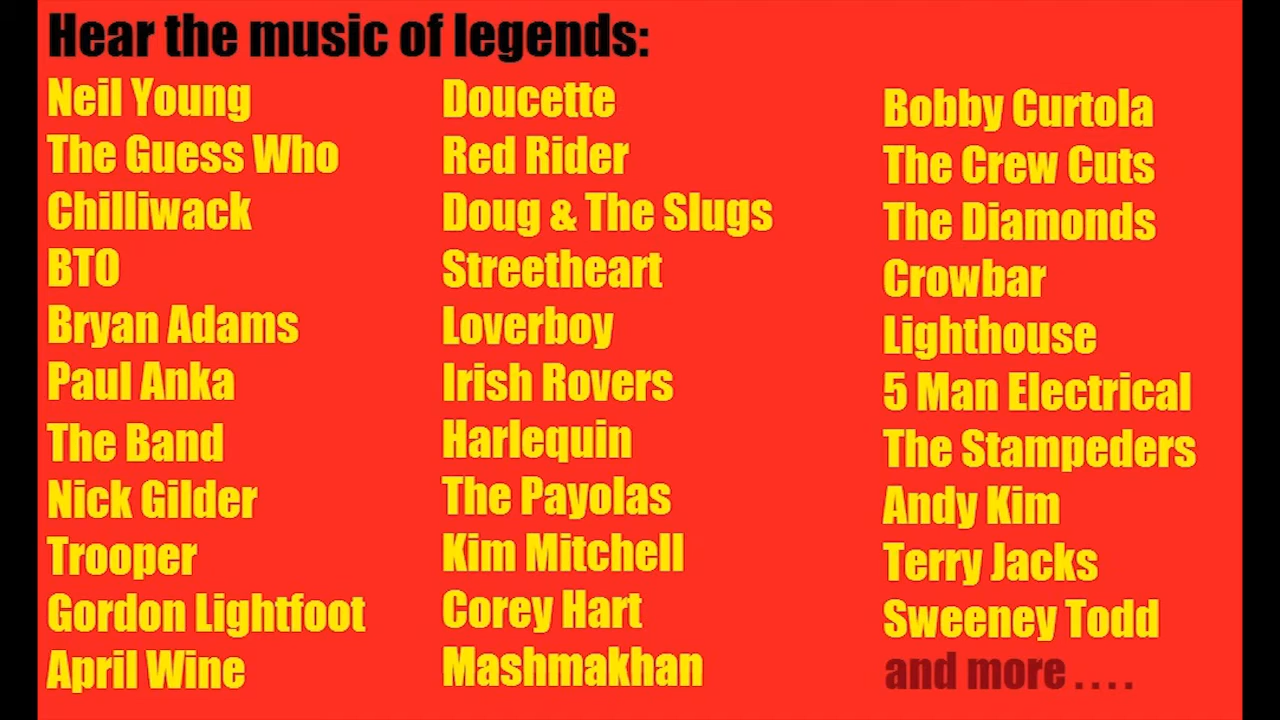 Hear the music of legends:
Neil Young
The Guess Who
Chilliwack
BTO
Bryan Adams
Paul Anka
The Band
Nick Gilder
Trooper
Gordon Lightfoot
April Wine
Doucette
Red Rider
Doug & The Slugs
Streetheart
Loverboy
Irish Rovers
Harlequin
The Payolas
Kim Mitchell
Corey Hart
Mashmakhan
Bobby Curtola
The Crew Cuts
The Diamonds
Crowbar
Lighthouse
5 Man Electrical
The Stampeders
Andy Kim
Terry Jacks
Sweeney Todd
and more . . . .